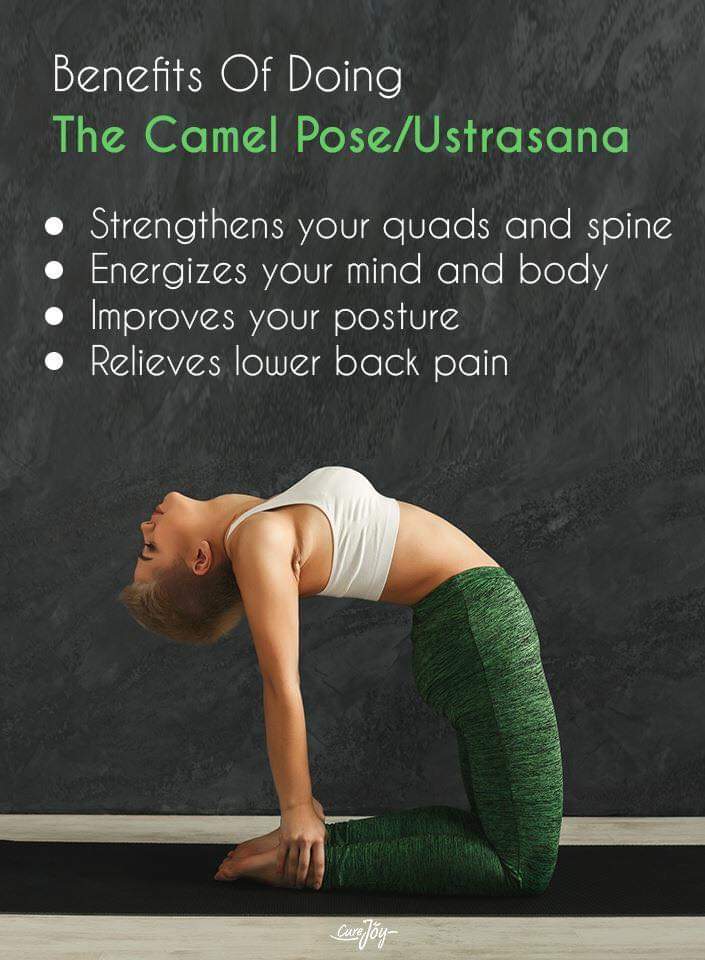 Benefits Of Doing
The Camel Pose/Ustrasana
● Strengthens your quads and spine
● Energizes your mind and body
● Improves your posture
● Relieves lower back pain
CureJoy